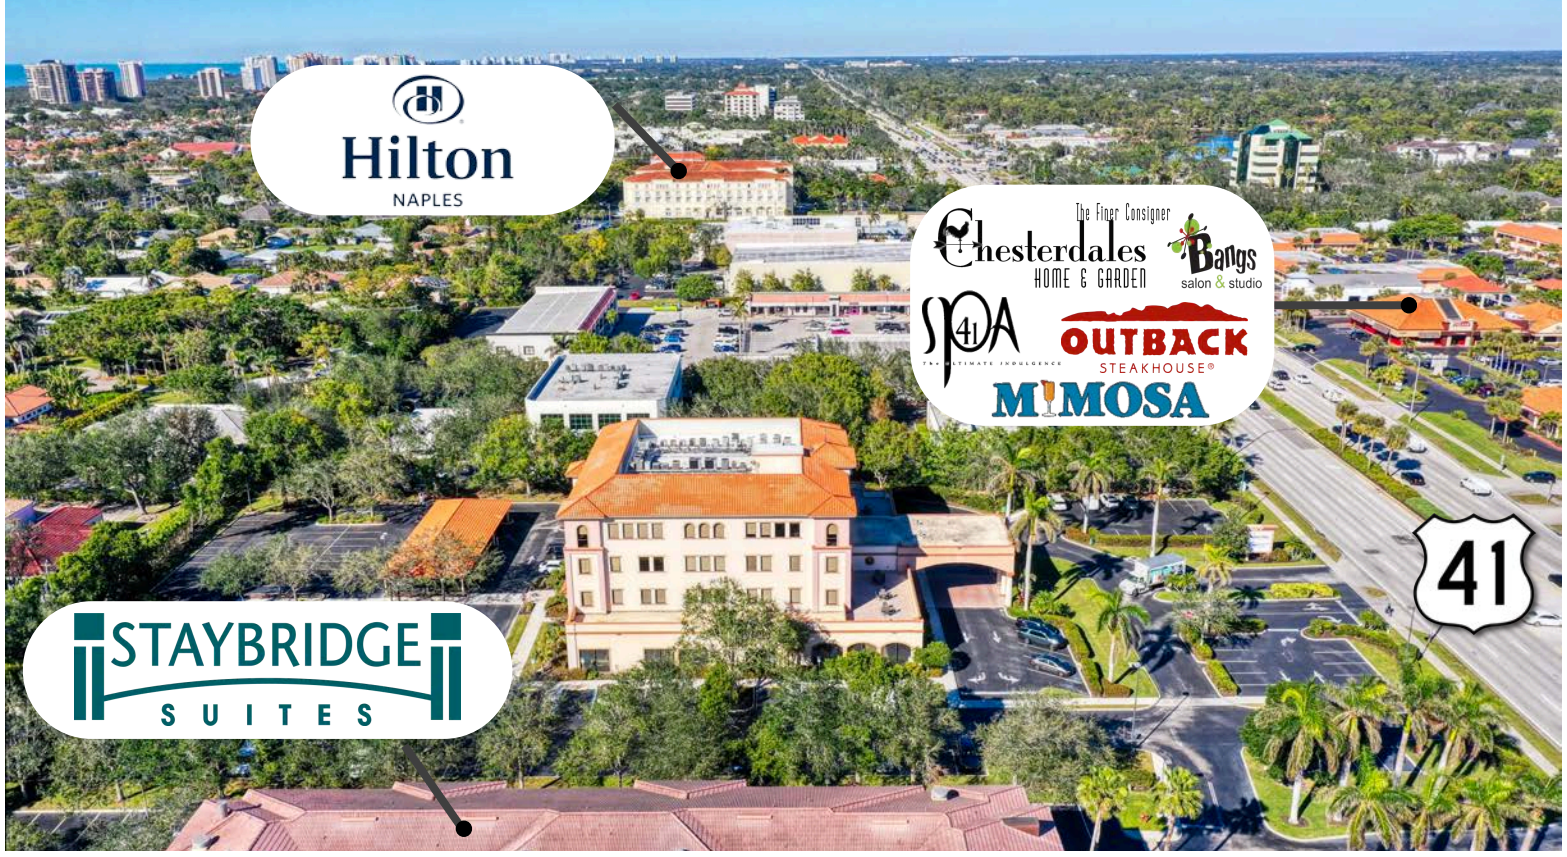 H
Hilton
NAPLES
The Finer Consigner
Chesterdales
HOME & GARDEN
Bangs
salon & studio
SPA
41
THE ULTIMATE INDULGENCE
OUTBACK
STEAKHOUSE®
MIMOSA
41
STAYBRIDGE
SUITES